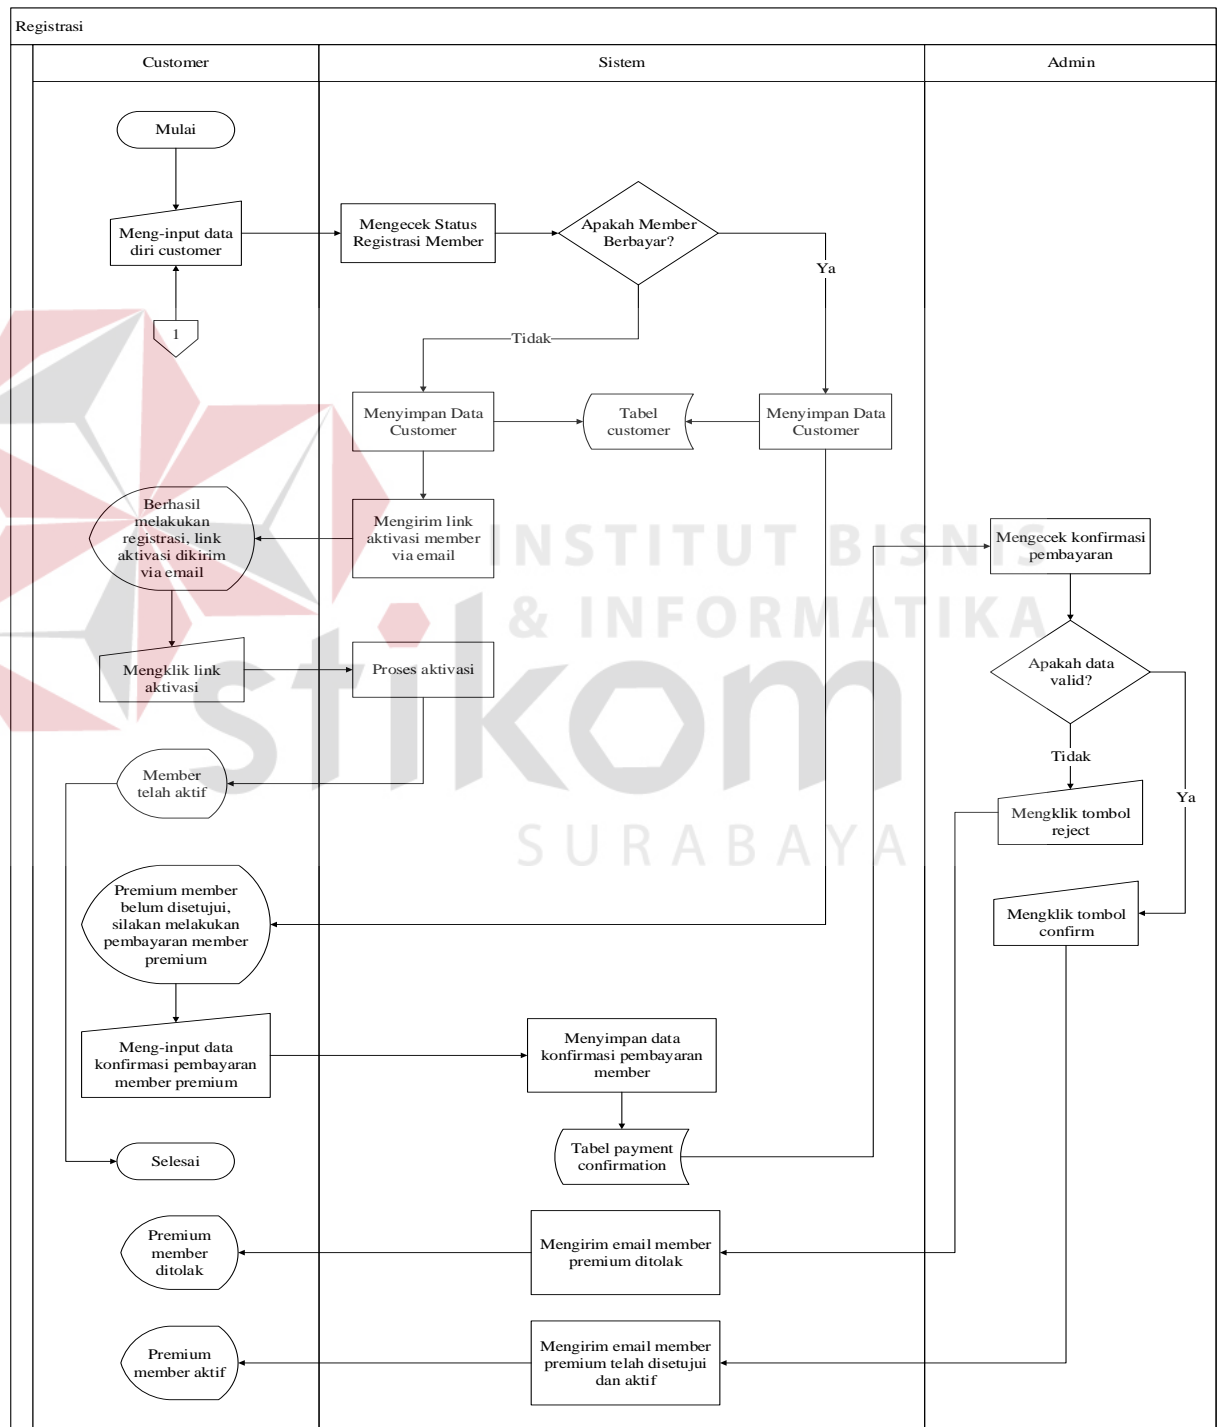 Registrasi
Customer
Sistem
Admin
Mulai
Meng-input data
diri customer
1
Mengecek Status
Registrasi Member
Apakah Member
Berbayar?
Ya
Tidak
Menyimpan Data
Customer
Tabel
customer
Menyimpan Data
Customer
Berhasil
melakukan
registrasi, link
aktivasi dikirim
via email
Mengirim link
aktivasi member
via email
Mengecek konfirmasi
pembayaran
Mengklik link
aktivasi
Proses aktivasi
Apakah data
valid?
Tidak
Ya
Member
telah aktif
Mengklik tombol
reject
Premium member
belum disetujui,
silakan melakukan
pembayaran member
premium
Mengklik tombol
confirm
Meng-input data
konfirmasi pembayaran
member premium
Menyimpan data
konfirmasi pembayaran
member
Selesai
Tabel payment
confirmation
Premium
member
ditolak
Mengirim email member
premium ditolak
Premium
member aktif
Mengirim email member
premium telah disetujui
dan aktif
INSTITUT BISNIS
& INFORMATIKA
stikom
SURABAYA